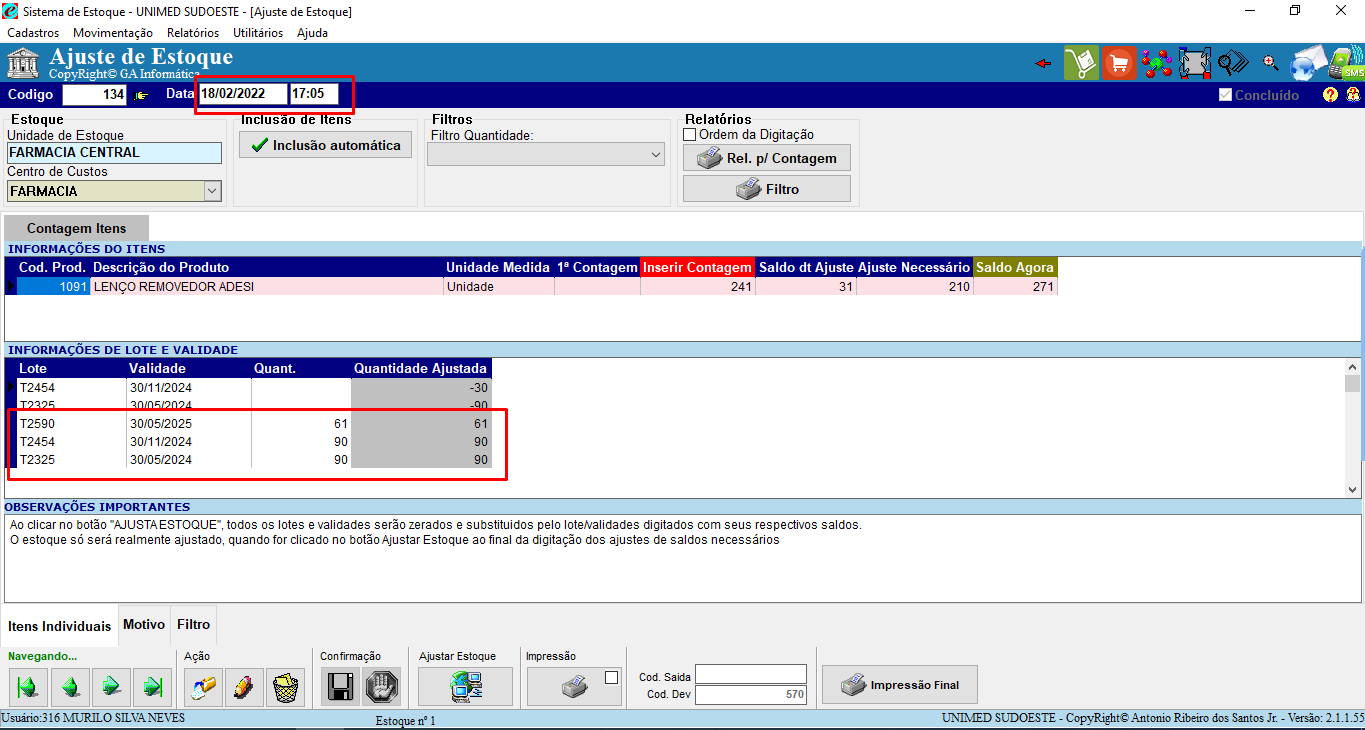 Sistema de Estoque - UNIMED SUDOESTE - [Ajuste de Estoque]
Cadastros Movimentação Relatórios Utilitários Ajuda
Ajuste de Estoque
CopyRight© GA Informática
SMS
Codigo 134 Data 18/02/2022 17:05 Concluído
Estoque
Unidade de Estoque
FARMACIA CENTRAL
Centro de Custos
FARMACIA
Inclusão de Itens
Inclusão automática
Filtros
Filtro Quantidade:
Relatórios
Ordem da Digitação
Rel. p/ Contagem
Filtro
Contagem Itens
INFORMAÇÕES DO ITENS
Cod. Prod. Descrição do Produto Unidade Medida 1ª Contagem Inserir Contagem Saldo dt Ajuste Ajuste Necessário Saldo Agora
1091 LENÇO REMOVEDOR ADESI Unidade 241 31 210 271
INFORMAÇÕES DE LOTE E VALIDADE
Lote Validade Quant. Quantidade Ajustada
T2454 30/11/2024 -30
T2325 30/05/2024 -90
T2590 30/05/2025 61 61
T2454 30/11/2024 90 90
T2325 30/05/2024 90 90
OBSERVAÇÕES IMPORTANTES
Ao clicar no botão "AJUSTA ESTOQUE", todos os lotes e validades serão zerados e substituidos pelo lote/validades digitados com seus respectivos saldos.
O estoque só será realmente ajustado, quando for clicado no botão Ajustar Estoque ao final da digitação dos ajustes de saldos necessários
Itens Individuais Motivo Filtro
Navegando... Ação Confirmação Ajustar Estoque Impressão
Cod. Saida
Cod. Dev 570
Impressão Final
Usuário:316 MURILO SILVA NEVES Estoque nº 1 UNIMED SUDOESTE - CopyRight© Antonio Ribeiro dos Santos Jr. - Versão: 2.1.1.55